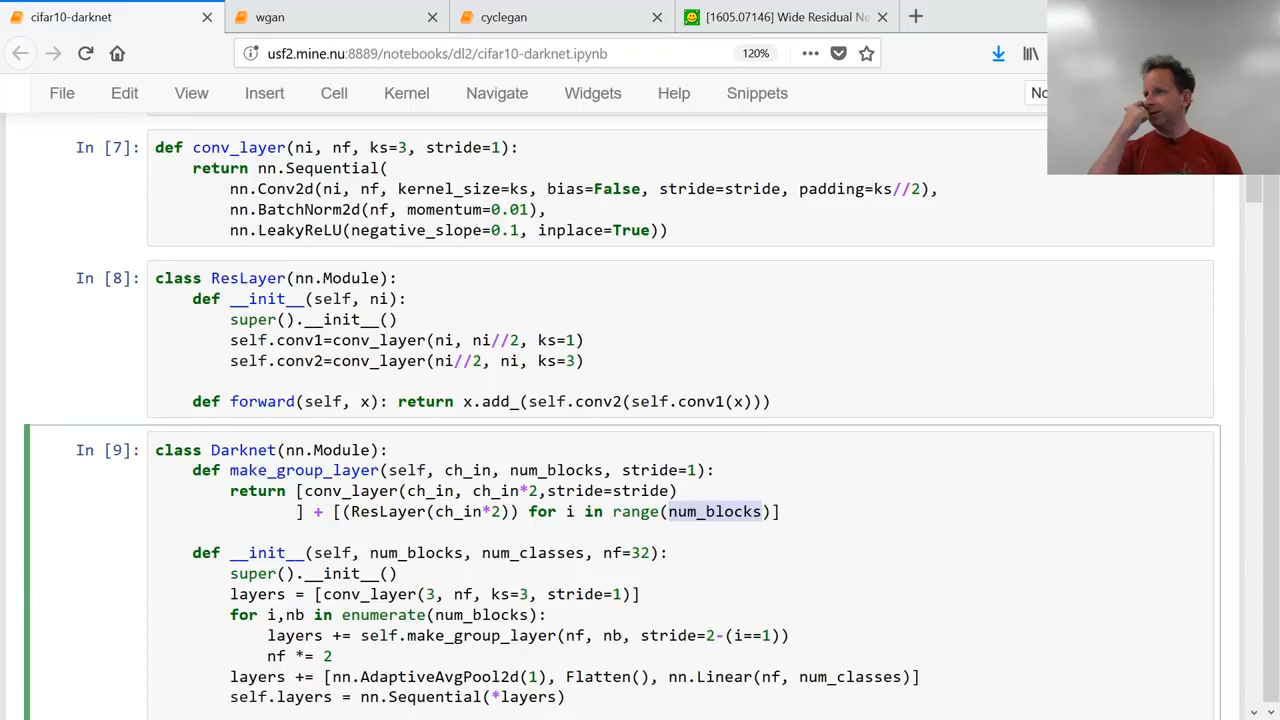 cifar10-darknet
wgan
cyclegan
[1605.07146] Wide Residual Ne
usf2.mine.nu:8889/notebooks/dl2/cifar10-darknet.ipynb
120%
File Edit View Insert Cell Kernel Navigate Widgets Help Snippets
No
In [7]:
def conv_layer(ni, nf, ks=3, stride=1):
    return nn.Sequential(
        nn.Conv2d(ni, nf, kernel_size=ks, bias=False, stride=stride, padding=ks//2),
        nn.BatchNorm2d(nf, momentum=0.01),
        nn.LeakyReLU(negative_slope=0.1, inplace=True))
In [8]:
class ResLayer(nn.Module):
    def __init__(self, ni):
        super().__init__()
        self.conv1=conv_layer(ni, ni//2, ks=1)
        self.conv2=conv_layer(ni//2, ni, ks=3)
    def forward(self, x): return x.add_(self.conv2(self.conv1(x)))
In [9]:
class Darknet(nn.Module):
    def make_group_layer(self, ch_in, num_blocks, stride=1):
        return [conv_layer(ch_in, ch_in*2,stride=stride)
               ] + [(ResLayer(ch_in*2)) for i in range(num_blocks)]
    def __init__(self, num_blocks, num_classes, nf=32):
        super().__init__()
        layers = [conv_layer(3, nf, ks=3, stride=1)]
        for i,nb in enumerate(num_blocks):
            layers += self.make_group_layer(nf, nb, stride=2-(i==1))
            nf *= 2
        layers += [nn.AdaptiveAvgPool2d(1), Flatten(), nn.Linear(nf, num_classes)]
        self.layers = nn.Sequential(*layers)